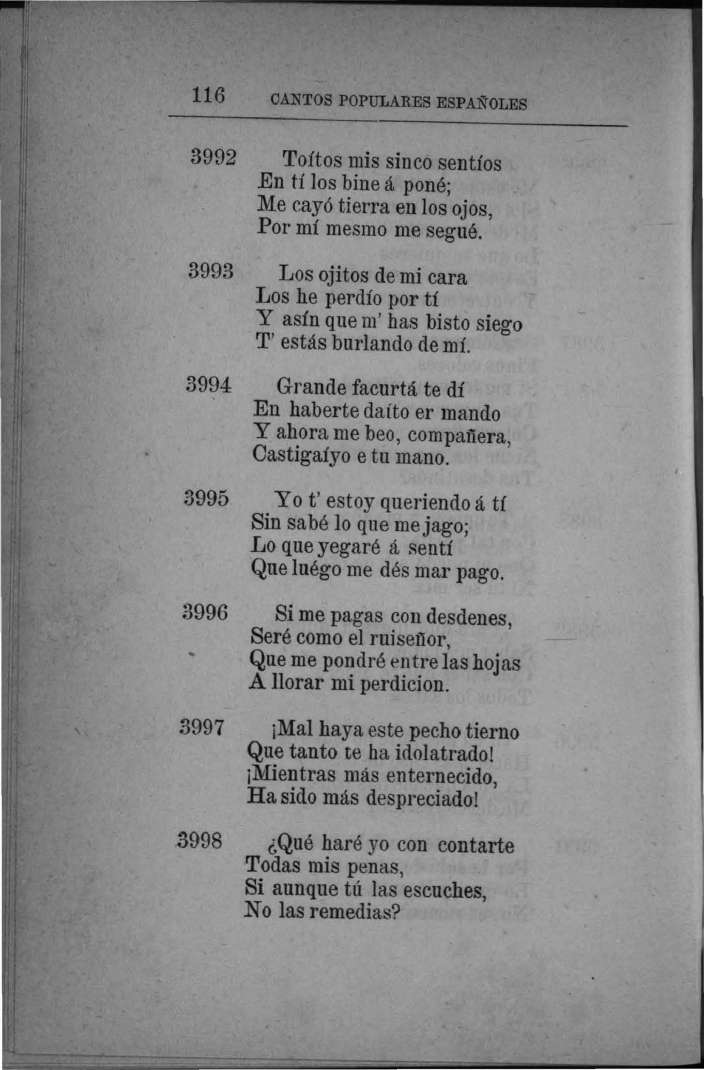 116 CANTOS POPULARES ESPAÑOLES
3992 Toítos mis sinco sentíos
En tí los bine á poné;
Me cayó tierra en los ojos,
Por mí mesmo me segué.
3993 Los ojitos de mi cara
Los he perdío por tí
Y asín que m' has bisto siego
T' estás burlando de mí.
3994 Grande facurtá te dí
En haberte daíto er mando
Y ahora me beo, compañera,
Castigaíyo e tu mano.
3995 Yo t' estoy queriendo á tí
Sin sabé lo que me jago;
Lo que yegaré á sentí
Que luégo me dés mar pago.
3996 Si me pagas con desdenes,
Seré como el ruiseñor,
Que me pondré entre las hojas
A llorar mi perdicion.
3997 ¡Mal haya este pecho tierno
Que tanto te ha idolatrado!
¡Mientras más enternecido,
Ha sido más despreciado!
3998 ¿Qué haré yo con contarte
Todas mis penas,
Si aunque tú las escuches,
No las remedias?